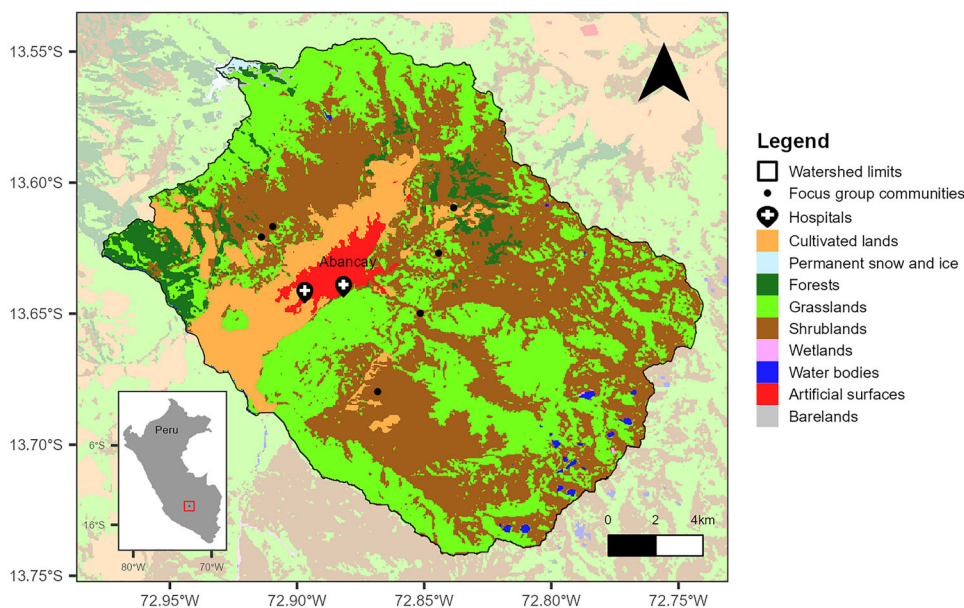 13.55°S
13.60°S
13.65°S
13.70°S
13.75°S
72.95°W
72.90°W
72.85°W
72.80°W
72.75°W
Abancay
0 2 4km
Peru
6°S
16°S
80°W 70°W
Legend
Watershed limits
Focus group communities
Hospitals
Cultivated lands
Permanent snow and ice
Forests
Grasslands
Shrublands
Wetlands
Water bodies
Artificial surfaces
Barelands